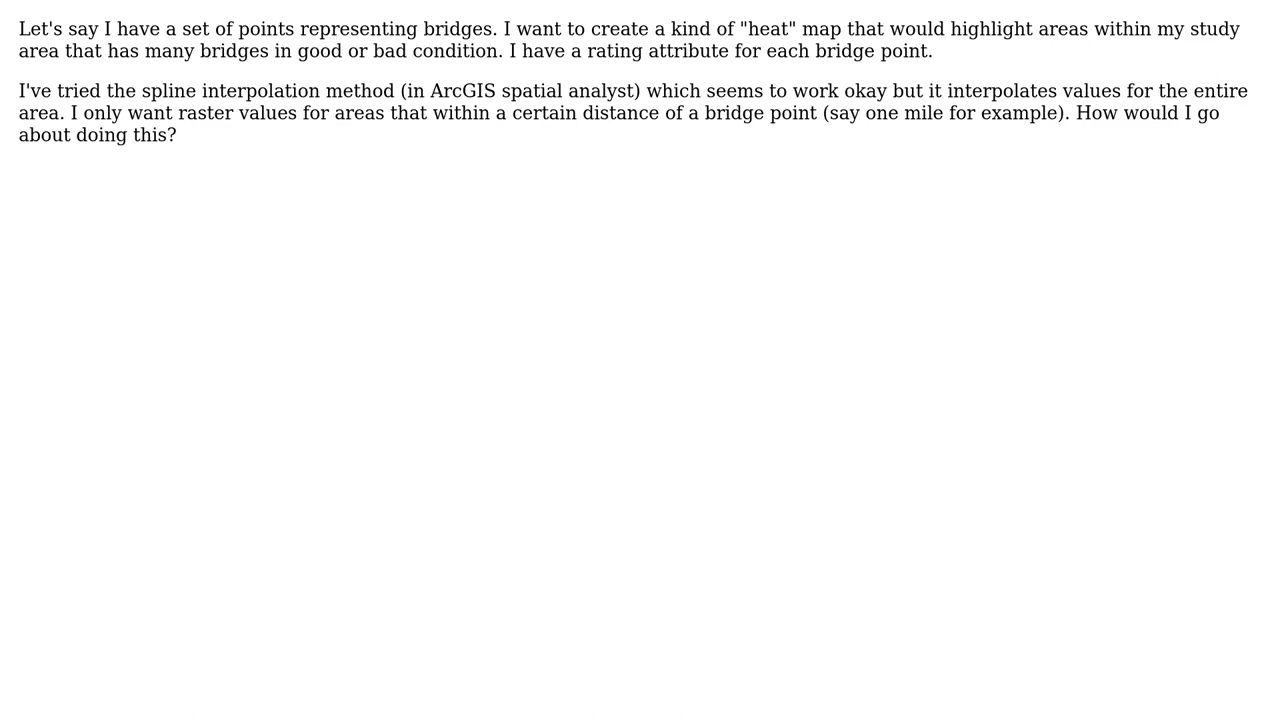 Let's say I have a set of points representing bridges. I want to create a kind of "heat" map that would highlight areas within my study
area that has many bridges in good or bad condition. I have a rating attribute for each bridge point.
I've tried the spline interpolation method (in ArcGIS spatial analyst) which seems to work okay but it interpolates values for the entire
area. I only want raster values for areas that within a certain distance of a bridge point (say one mile for example). How would I go
about doing this?